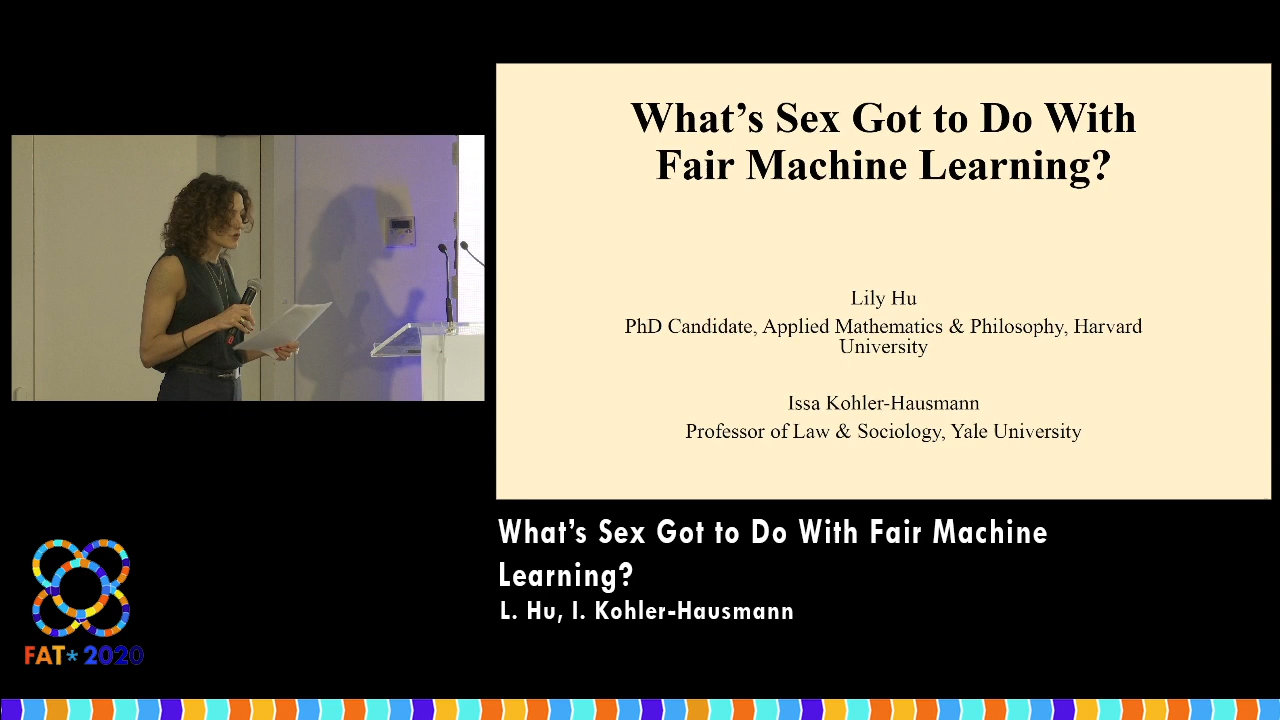 What's Sex Got to Do With
Fair Machine Learning?
Lily Hu
PhD Candidate, Applied Mathematics & Philosophy, Harvard
University
Issa Kohler-Hausmann
Professor of Law & Sociology, Yale University
What's Sex Got to Do With Fair Machine
Learning?
L. Hu, I. Kohler-Hausmann
FAT* 2020